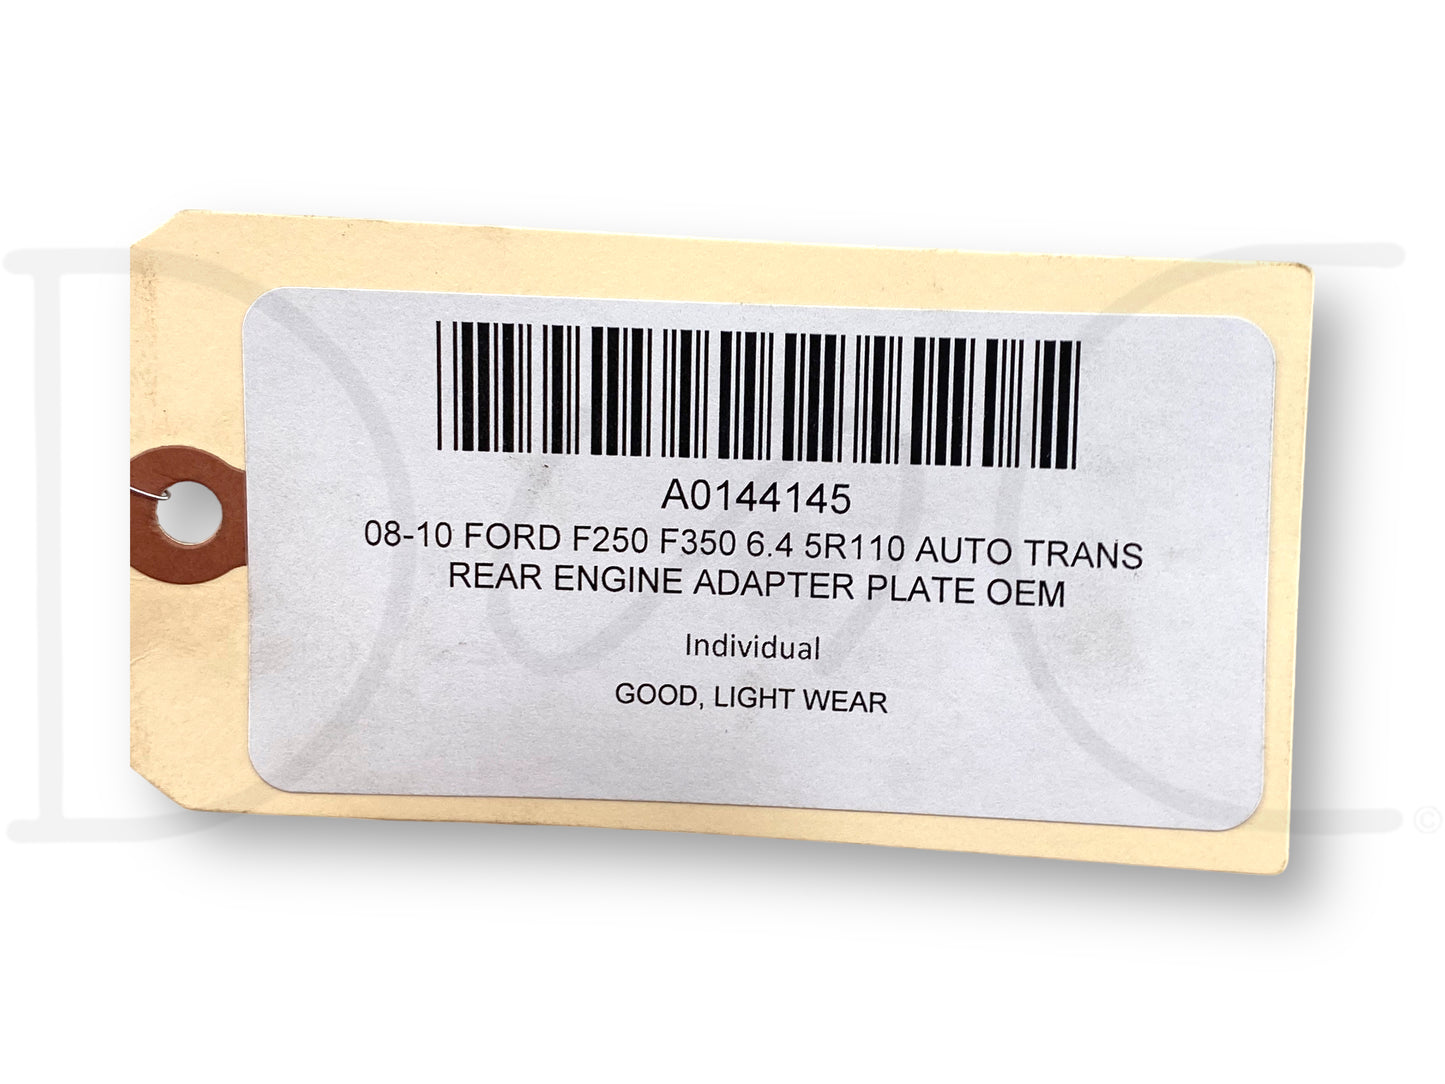 A0144145
08-10 FORD F250 F350 6.4 5R110 AUTO TRANS
REAR ENGINE ADAPTER PLATE OEM
Individual
GOOD, LIGHT WEAR
©